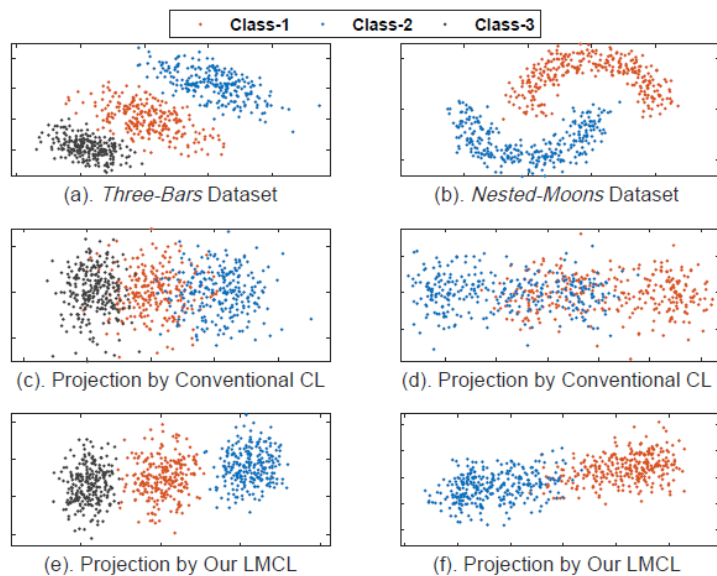 Class-1 Class-2 Class-3
(a). Three-Bars Dataset
(b). Nested-Moons Dataset
(c). Projection by Conventional CL
(d). Projection by Conventional CL
(e). Projection by Our LMCL
(f). Projection by Our LMCL